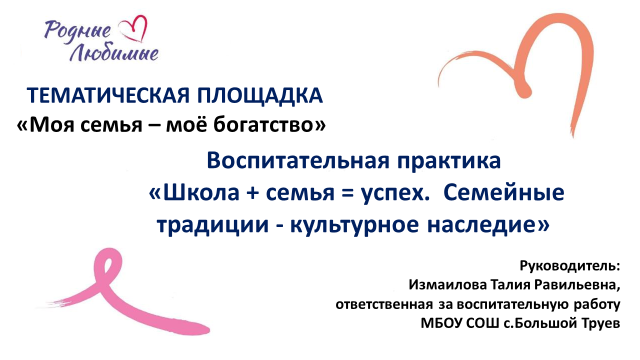 Родные
Любимые
ТЕМАТИЧЕСКАЯ ПЛОЩАДКА
«Моя семья – моё богатство»
Воспитательная практика
«Школа + семья = успех. Семейные
традиции - культурное наследие»
Руководитель:
Измаилова Талия Равильевна,
ответственная за воспитательную работу
МБОУ СОШ с.Большой Труев